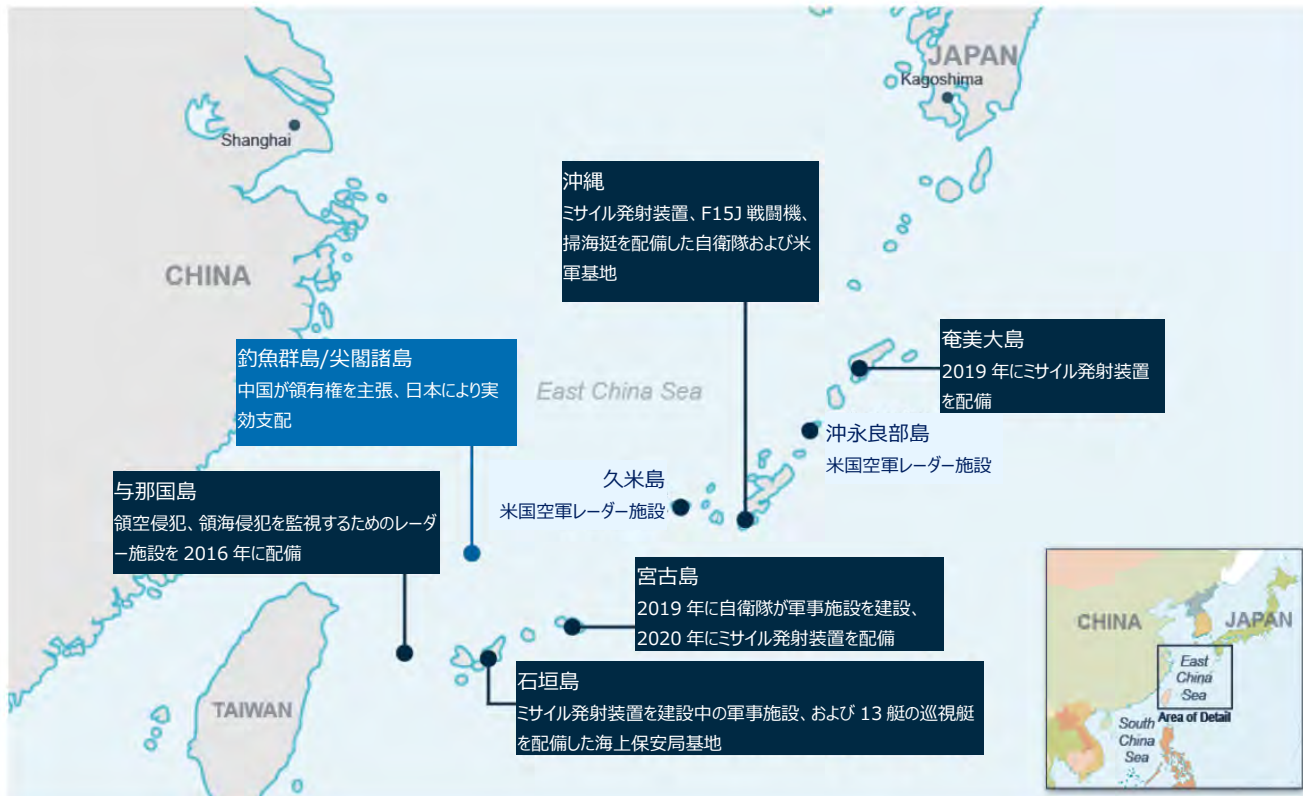 JAPAN
Kagoshima
Shanghai
CHINA
沖縄
ミサイル発射装置、F15J 戦闘機、
掃海挺を配備した自衛隊および米
軍基地
奄美大島
2019 年にミサイル発射装置
を配備
釣魚群島/尖閣諸島
中国が領有権を主張、日本により実
効支配
East China Sea
沖永良部島
米国空軍レーダー施設
久米島
米国空軍レーダー施設
与那国島
領空侵犯、領海侵犯を監視するためのレーダ
ー施設を 2016 年に配備
宮古島
2019 年に自衛隊が軍事施設を建設、
2020 年にミサイル発射装置を配備
石垣島
ミサイル発射装置を建設中の軍事施設、および 13 艇の巡視艇
を配備した海上保安局基地
TAIWAN
CHINA
JAPAN
East
China
Sea
Area of Detail
South
China
Sea